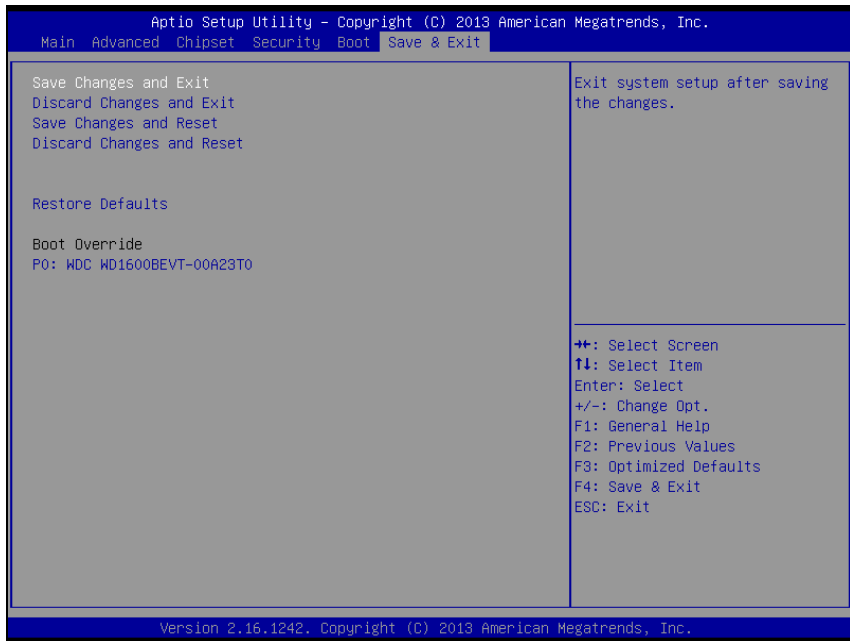 Aptio Setup Utility – Copyright (C) 2013 American Megatrends, Inc.
Main Advanced Chipset Security Boot Save & Exit
Save Changes and Exit
Discard Changes and Exit
Save Changes and Reset
Discard Changes and Reset
Restore Defaults
Boot Override
P0: WDC WD1600BEVT-00A23T0
Exit system setup after saving
the changes.
→←: Select Screen
↑↓: Select Item
Enter: Select
+/-: Change Opt.
F1: General Help
F2: Previous Values
F3: Optimized Defaults
F4: Save & Exit
ESC: Exit
Version 2.16.1242. Copyright (C) 2013 American Megatrends, Inc.